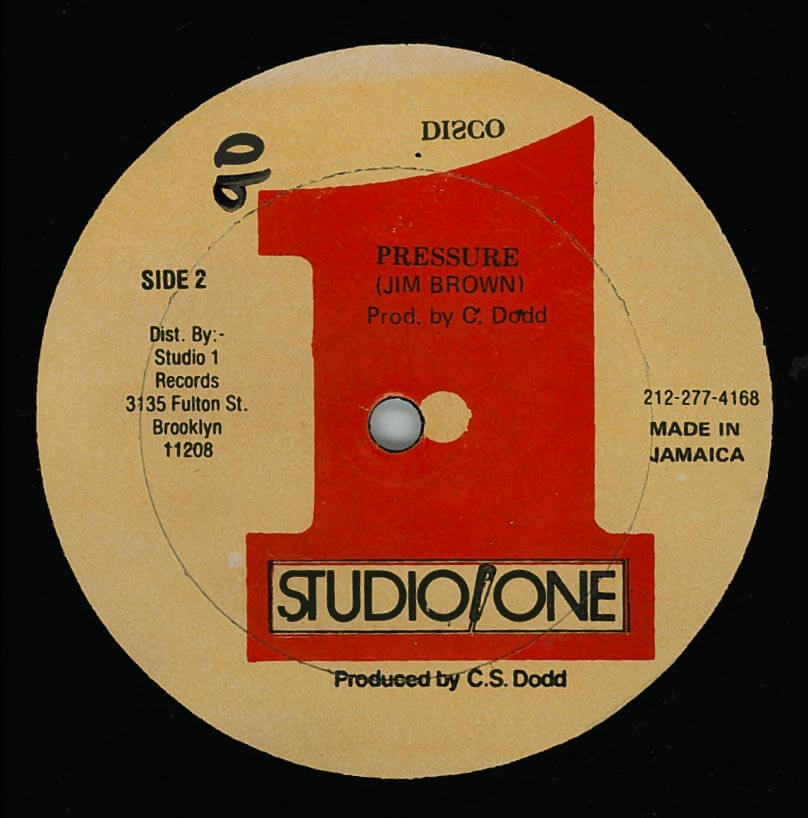 DISCO
PRESSURE
(JIM BROWN)
Prod. by C. Dodd
SIDE 2
Dist. By:-
Studio 1
Records
3135 Fulton St.
Brooklyn
11208
212-277-4168
MADE IN
JAMAICA
1
STUDIO ONE
Produced by C.S. Dodd